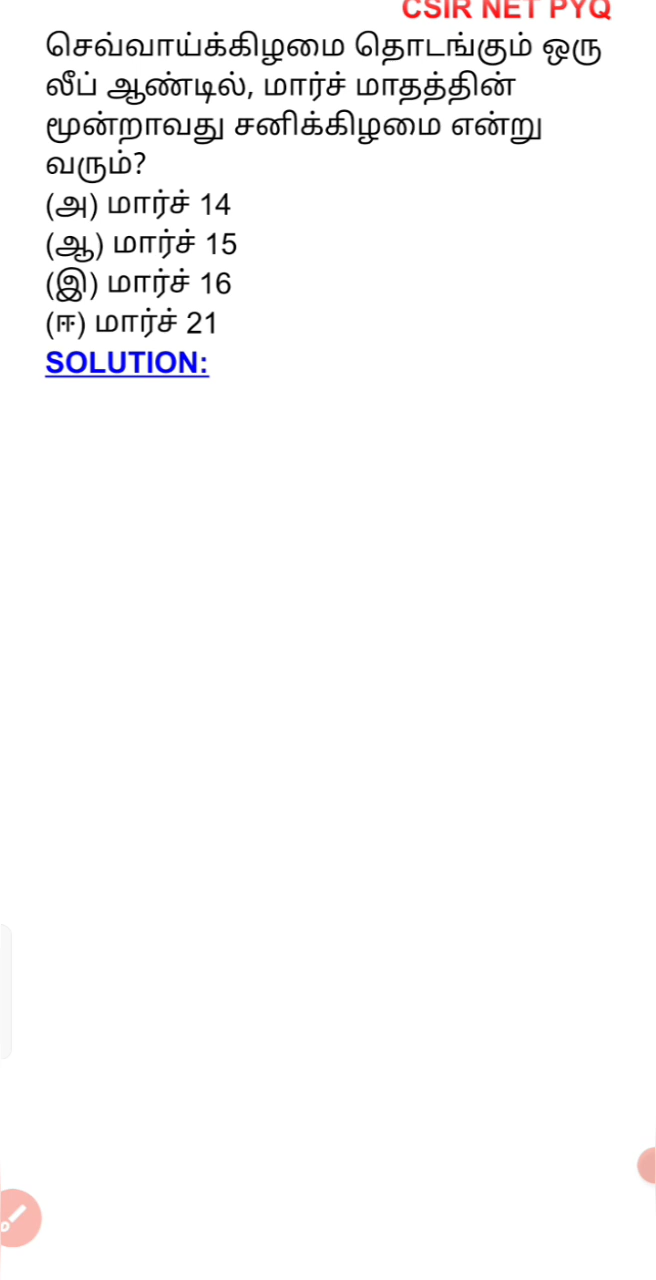 CSIR NET PYQ
செவ்வாய்க்கிழமை தொடங்கும் ஒரு
லீப் ஆண்டில், மார்ச் மாதத்தின்
மூன்றாவது சனிக்கிழமை என்று
வரும்?
(அ) மார்ச் 14
(ஆ) மார்ச் 15
(இ) மார்ச் 16
(ஈ) மார்ச் 21
SOLUTION: